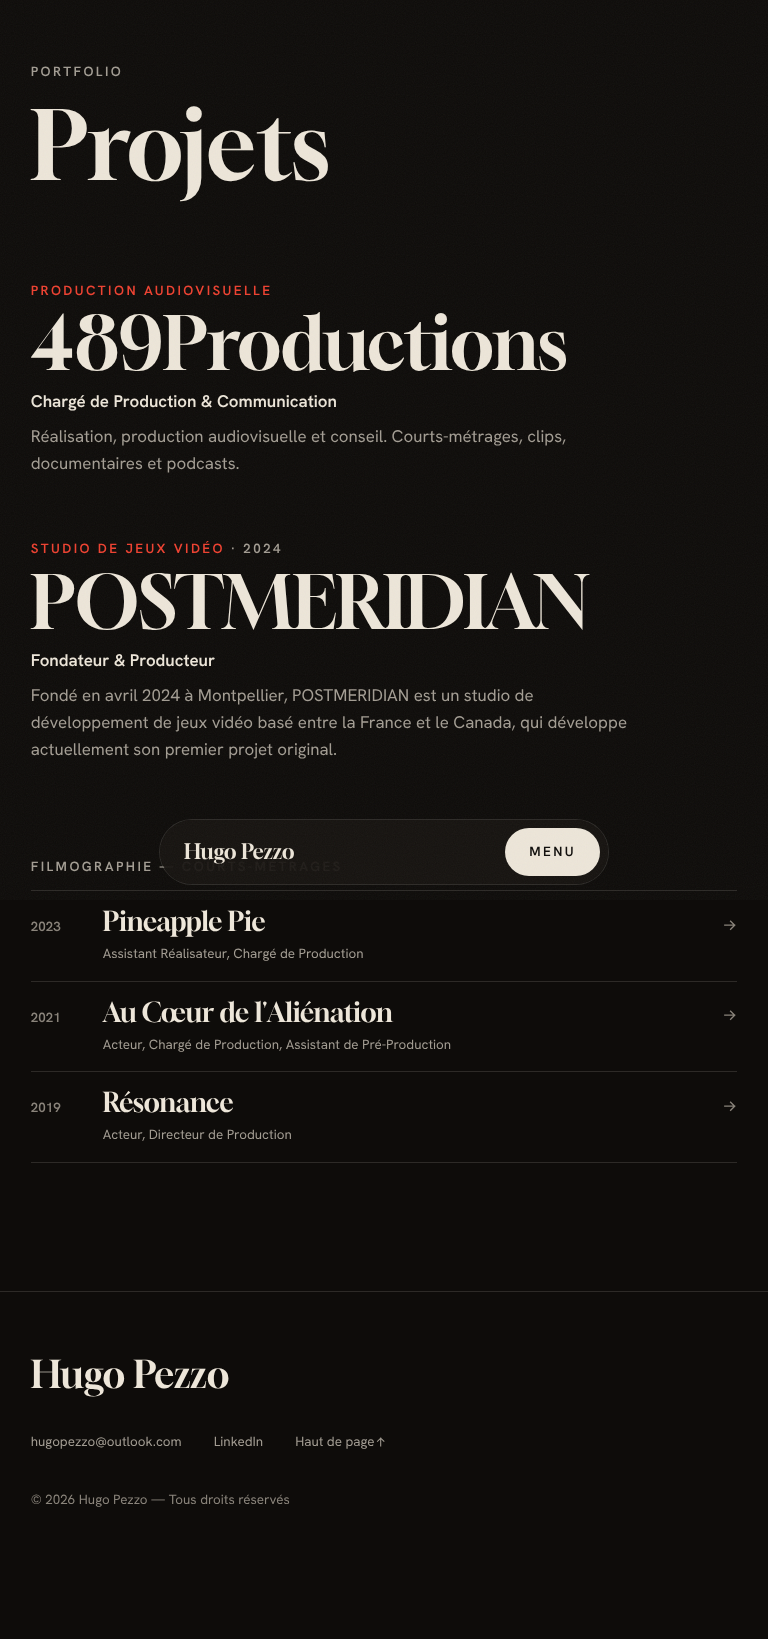 PORTFOLIO
Projets
PRODUCTION AUDIOVISUELLE
489Productions
Chargé de Production & Communication
Réalisation, production audiovisuelle et conseil. Courts-métrages, clips,
documentaires et podcasts.
STUDIO DE JEUX VIDÉO · 2024
POSTMERIDIAN
Fondateur & Producteur
Fondé en avril 2024 à Montpellier, POSTMERIDIAN est un studio de
développement de jeux vidéo basé entre la France et le Canada, qui développe
actuellement son premier projet original.
Hugo Pezzo
MENU
FILMOGRAPHIE — COURTS-MÉTRAGES
2023 Pineapple Pie →
Assistant Réalisateur, Chargé de Production
2021 Au Cœur de l'Aliénation →
Acteur, Chargé de Production, Assistant de Pré-Production
2019 Résonance →
Acteur, Directeur de Production
Hugo Pezzo
hugopezzo@outlook.com LinkedIn Haut de page ↑
© 2026 Hugo Pezzo — Tous droits réservés